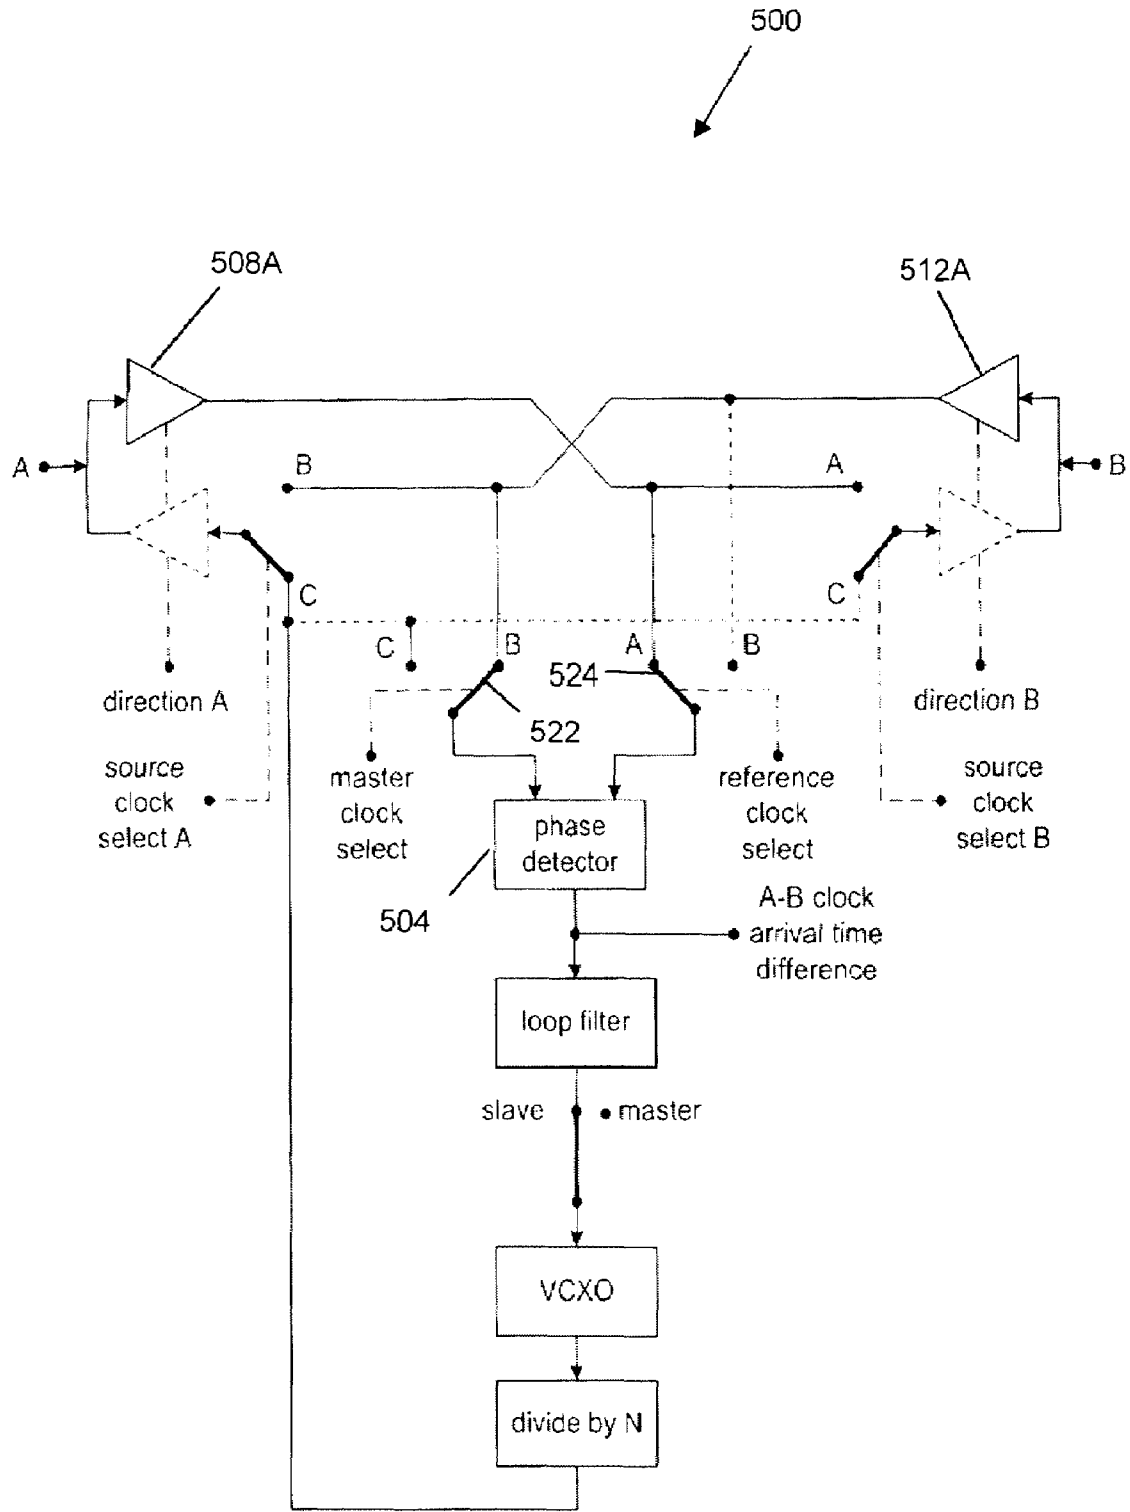 500
508A
512A
A
B
A
B
C
C
C
B
A
B
524
522
direction A
direction B
source
clock
select A
master
clock
select
reference
clock
select
source
clock
select B
phase
detector
504
A-B clock
arrival time
difference
loop filter
slave
master
VCXO
divide by N